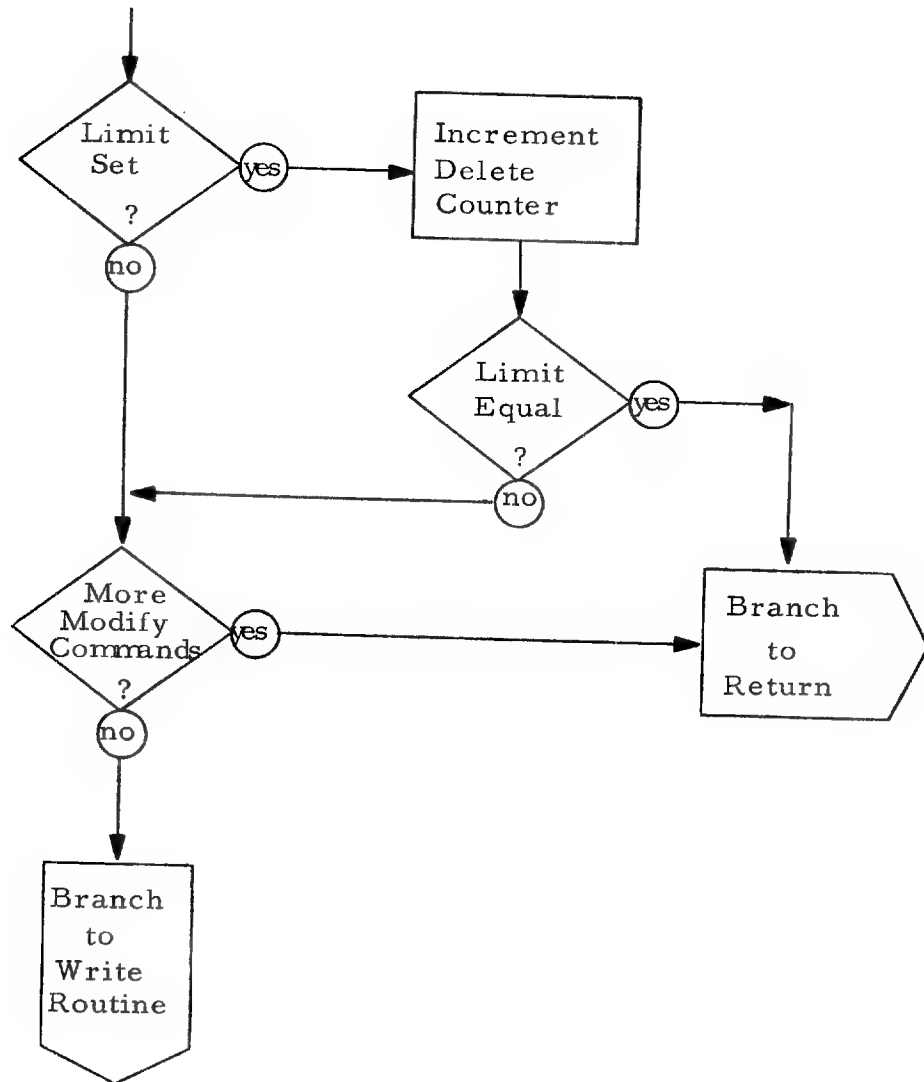 Limit
Set
?
yes
no
Increment
Delete
Counter
Limit
Equal
?
yes
no
More
Modify
Commands
?
yes
no
Branch
to
Return
Branch
to
Write
Routine